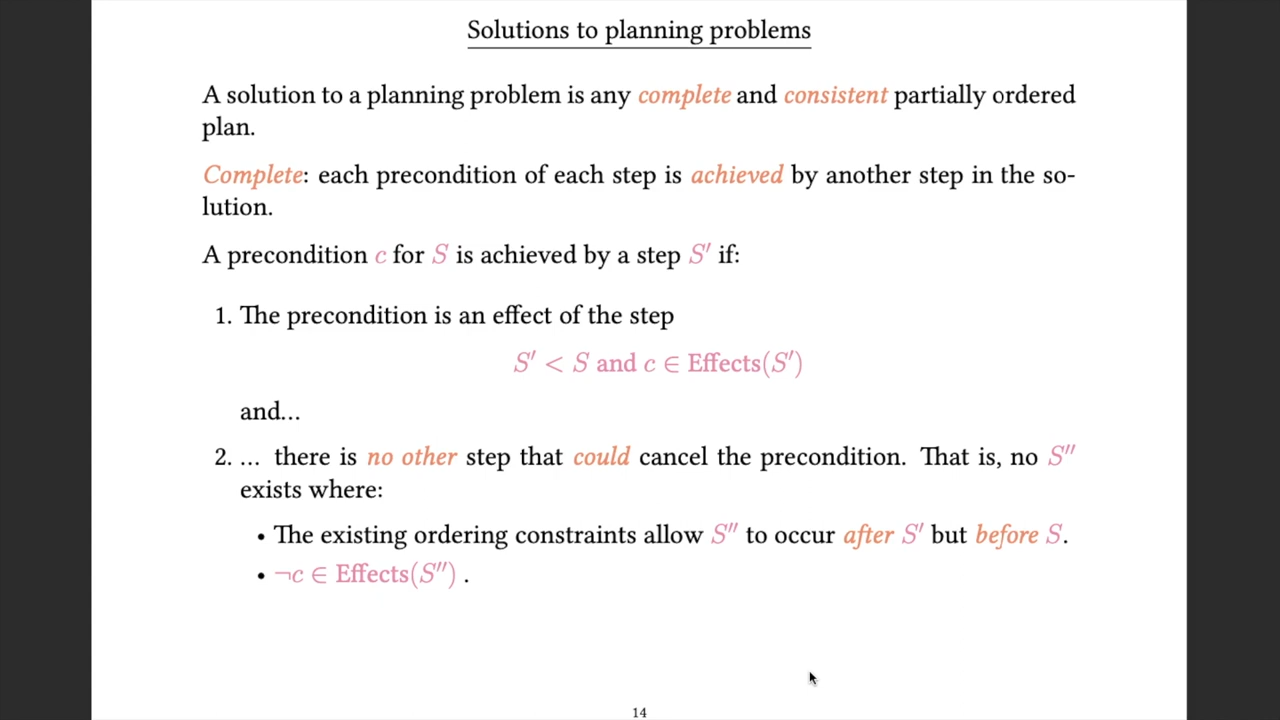 Solutions to planning problems
A solution to a planning problem is any complete and consistent partially ordered
plan.
Complete: each precondition of each step is achieved by another step in the so-
lution.
A precondition c for S is achieved by a step S′ if:
1. The precondition is an effect of the step
S′ < S and c ∈ Effects(S′)
and…
2. … there is no other step that could cancel the precondition. That is, no S″
exists where:
• The existing ordering constraints allow S″ to occur after S′ but before S.
• ¬c ∈ Effects(S″) .
14